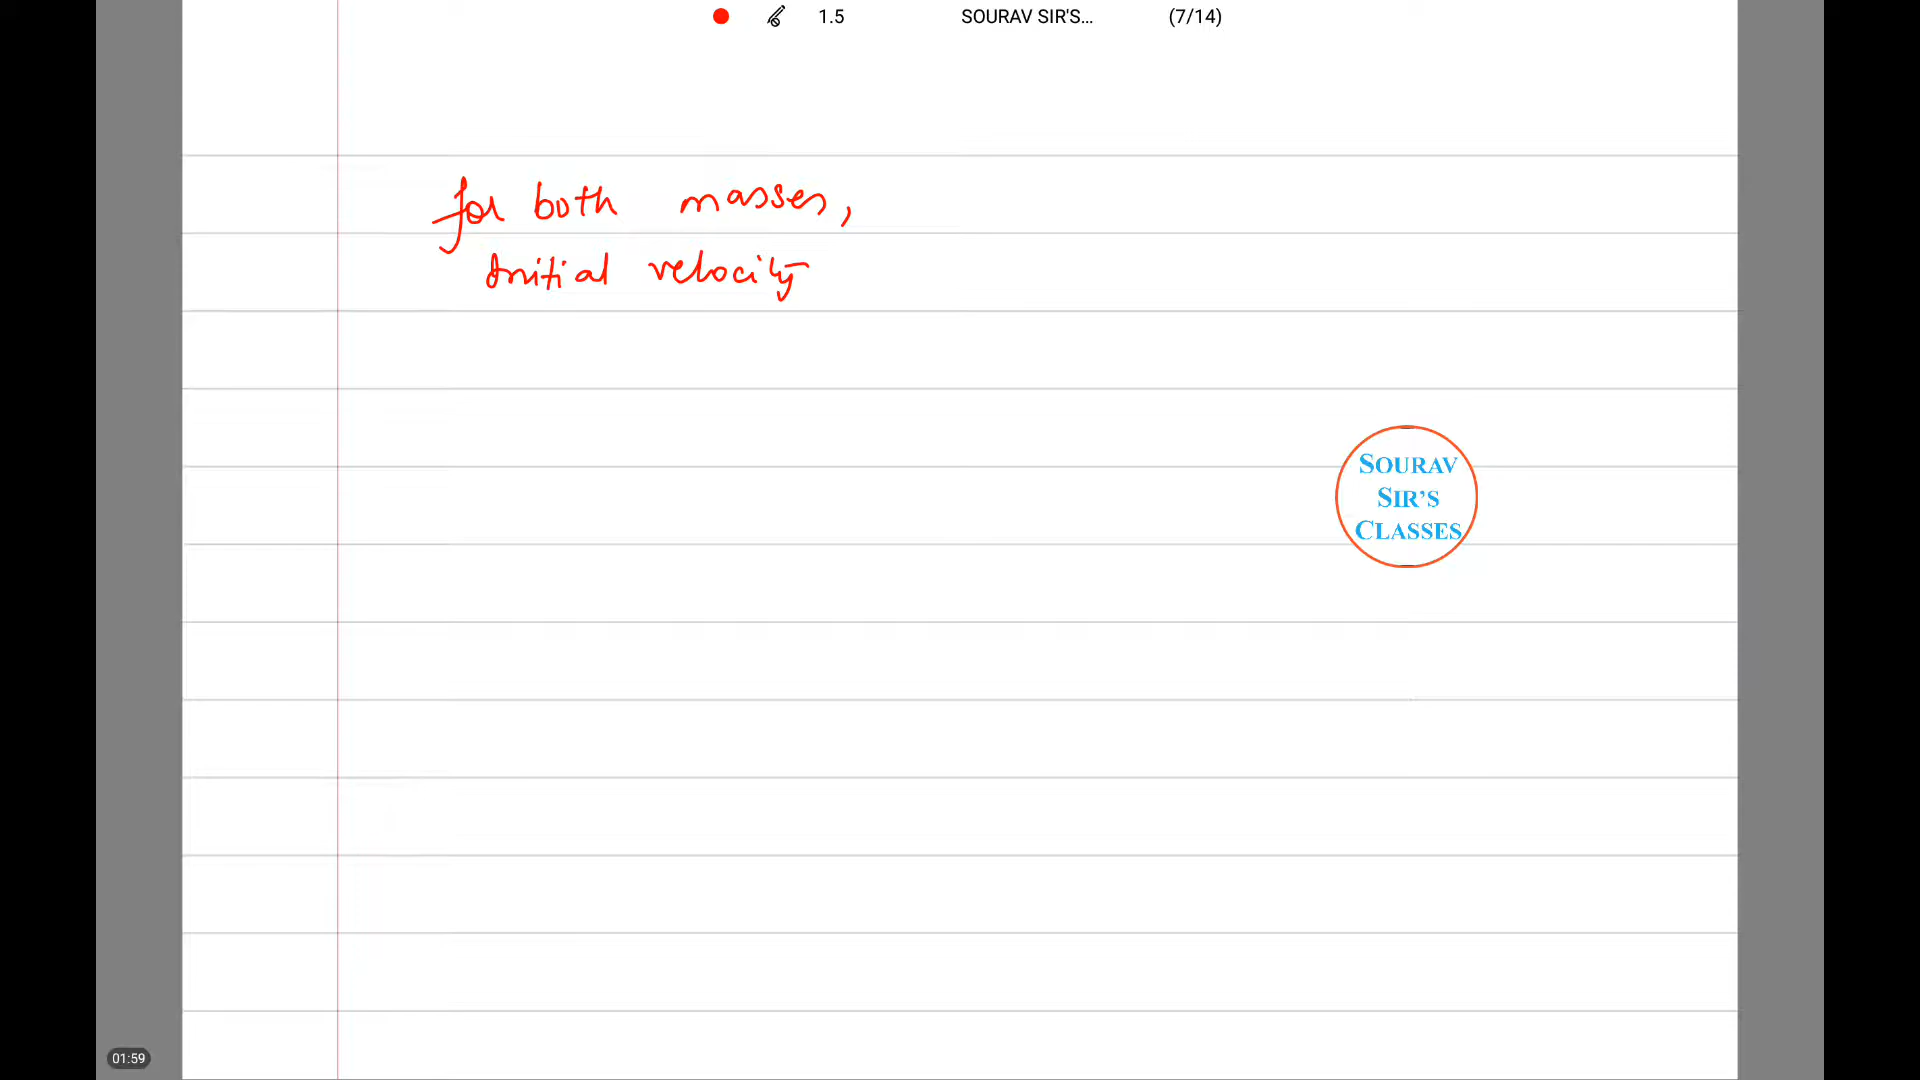 1.5 SOURAV SIR'S... (7/14)
for both masses,
Initial velocity
SOURAV
SIR'S
CLASSES
01:59